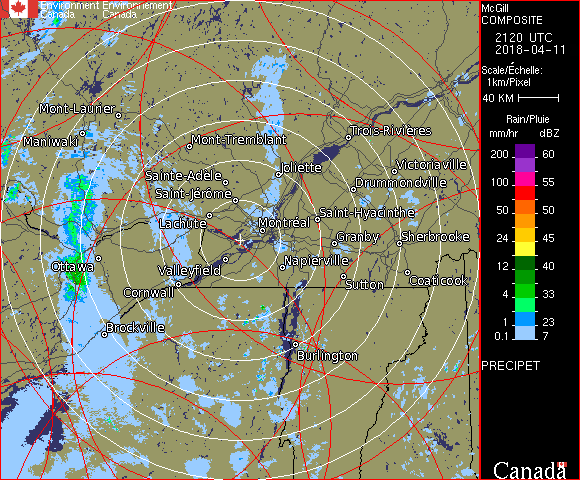 Environment Environnement
Canada Canada
McGill
COMPOSITE
2120 UTC
2018-04-11
Scale/Échelle:
1km/Pixel
40 KM
Rain/Pluie
mm/hr dBZ
200 60
100 55
50 50
24 45
12 40
4 33
1 23
0.1 7
PRECIPET
Canada
Mont-Laurier
Maniwaki
Mont-Tremblant
Trois-Rivières
Sainte-Adèle
Joliette
Victoriaville
Saint-Jérôme
Drummondville
Lachute
Montréal
Saint-Hyacinthe
Granby
Sherbrooke
Ottawa
Valleyfield
Napierville
Cornwall
Sutton
Coaticook
Brockville
Burlington